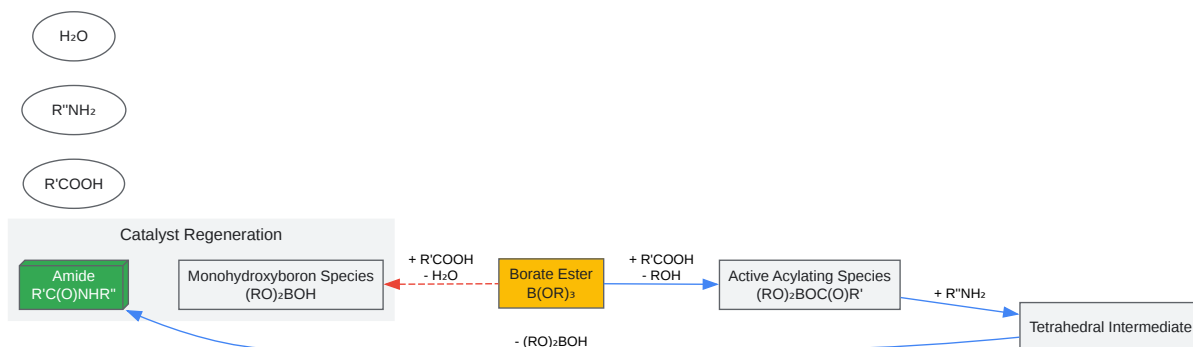 H₂O
R"NH₂
R'COOH
Catalyst Regeneration
Amide
R'C(O)NHR"
Monohydroxyboron Species
(RO)₂BOH
+ R'COOH
- H₂O
Borate Ester
B(OR)₃
+ R'COOH
- ROH
Active Acylating Species
(RO)₂BOC(O)R'
+ R"NH₂
Tetrahedral Intermediate
- (RO)₂BOH